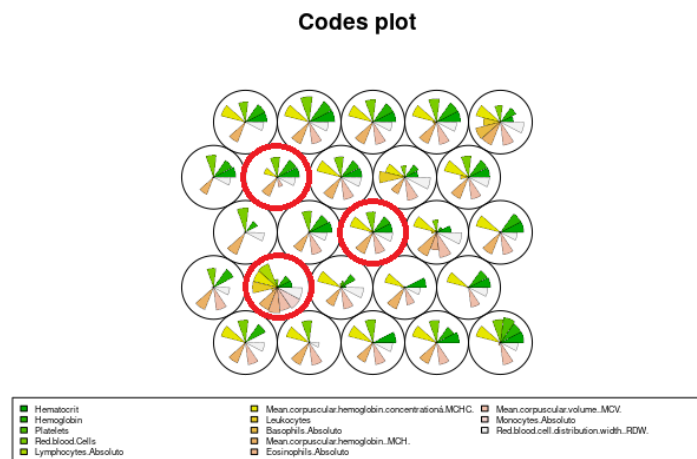 Codes plot
Hematocrit
Hemoglobin
Platelets
Red.blood.Cells
Lymphocytes.Absoluto
Mean.corpuscular.hemoglobin.concentrationá.MCHC.
Leukocytes
Basophils.Absoluto
Mean.corpuscular.hemoglobin..MCH.
Eosinophils.Absoluto
Mean.corpuscular.volume..MCV.
Monocytes.Absoluto
Red.blood.cell.distribution.width..RDW.